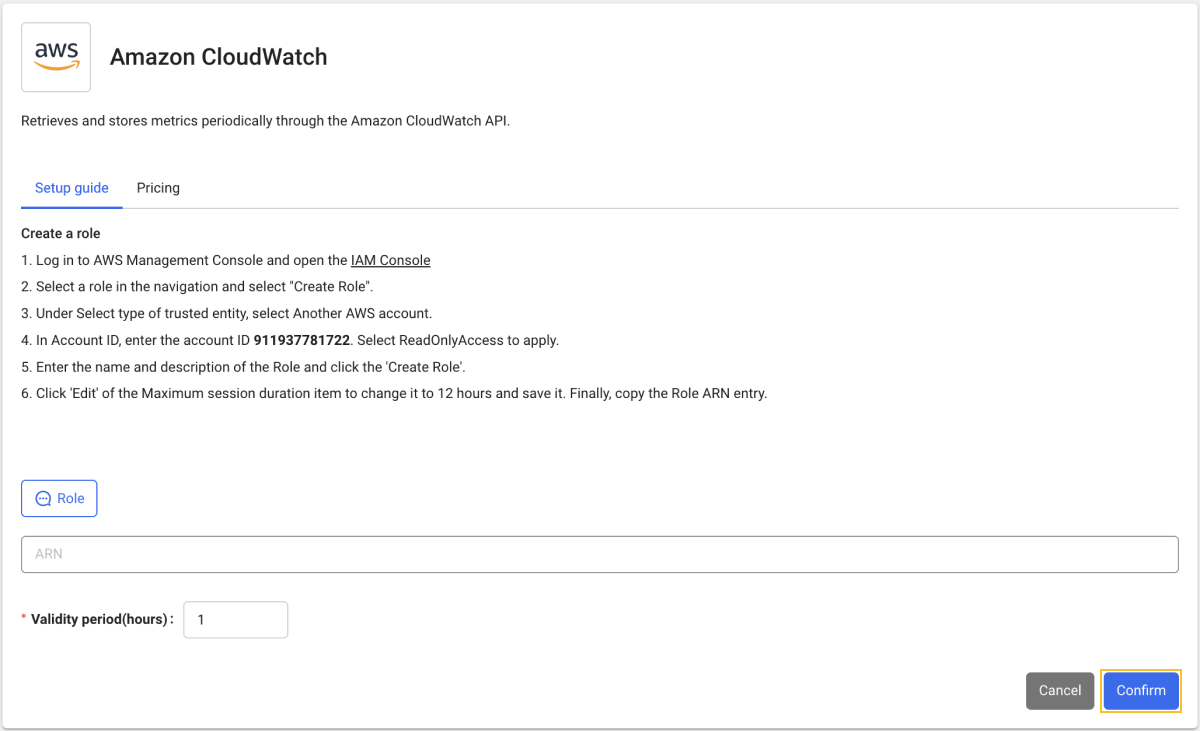 aws
Amazon CloudWatch
Retrieves and stores metrics periodically through the Amazon CloudWatch API.
Setup guide Pricing
Create a role
1. Log in to AWS Management Console and open the IAM Console
2. Select a role in the navigation and select "Create Role".
3. Under Select type of trusted entity, select Another AWS account.
4. In Account ID, enter the account ID 911937781722. Select ReadOnlyAccess to apply.
5. Enter the name and description of the Role and click the 'Create Role'.
6. Click 'Edit' of the Maximum session duration item to change it to 12 hours and save it. Finally, copy the Role ARN entry.
Role
ARN
* Validity period(hours) : 1
Cancel Confirm